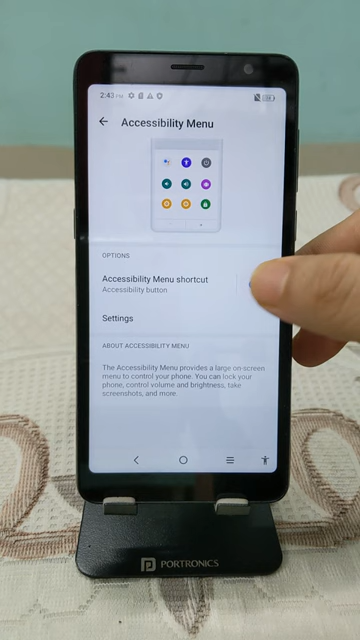 2:43 PM
Accessibility Menu
OPTIONS
Accessibility Menu shortcut
Accessibility button
Settings
ABOUT ACCESSIBILITY MENU
The Accessibility Menu provides a large on-screen
menu to control your phone. You can lock your
phone, control volume and brightness, take
screenshots, and more.
PORTRONICS